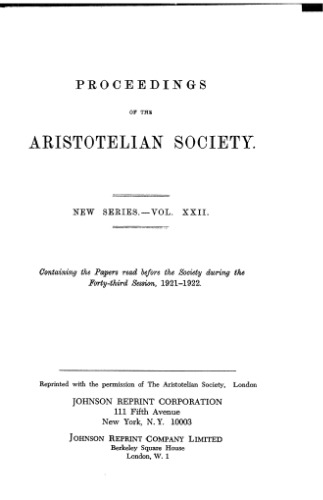 PROCEEDINGS
OF THE
ARISTOTELIAN SOCIETY.
NEW SERIES.—VOL. XXII.
Containing the Papers read before the Society during the
Forty-third Session, 1921-1922.
Reprinted with the permission of The Aristotelian Society, London
JOHNSON REPRINT CORPORATION
111 Fifth Avenue
New York, N. Y. 10003
JOHNSON REPRINT COMPANY LIMITED
Berkeley Square House
London, W. 1